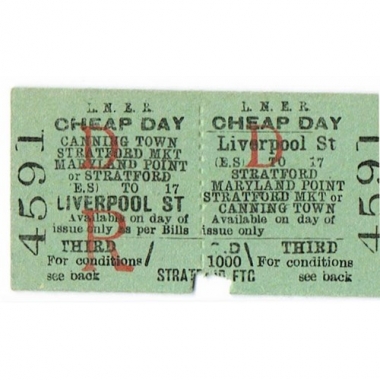 L. N. E. R.
CHEAP DAY
CANNING TOWN
STRATFORD MKT
MARYLAND POINT
or STRATFORD
(E.S) TO 17
LIVERPOOL ST
Available on day of
issue only as per Bills
THIRD /
For conditions
see back
D
R
4591
L. N. E. R.
CHEAP DAY
Liverpool St
(E.S) TO 17
STRATFORD
MARYLAND POINT
STRATFORD MKT or
CANNING TOWN
Available on day of
issue only
THIRD
1000 / For conditions
see back
D
4591